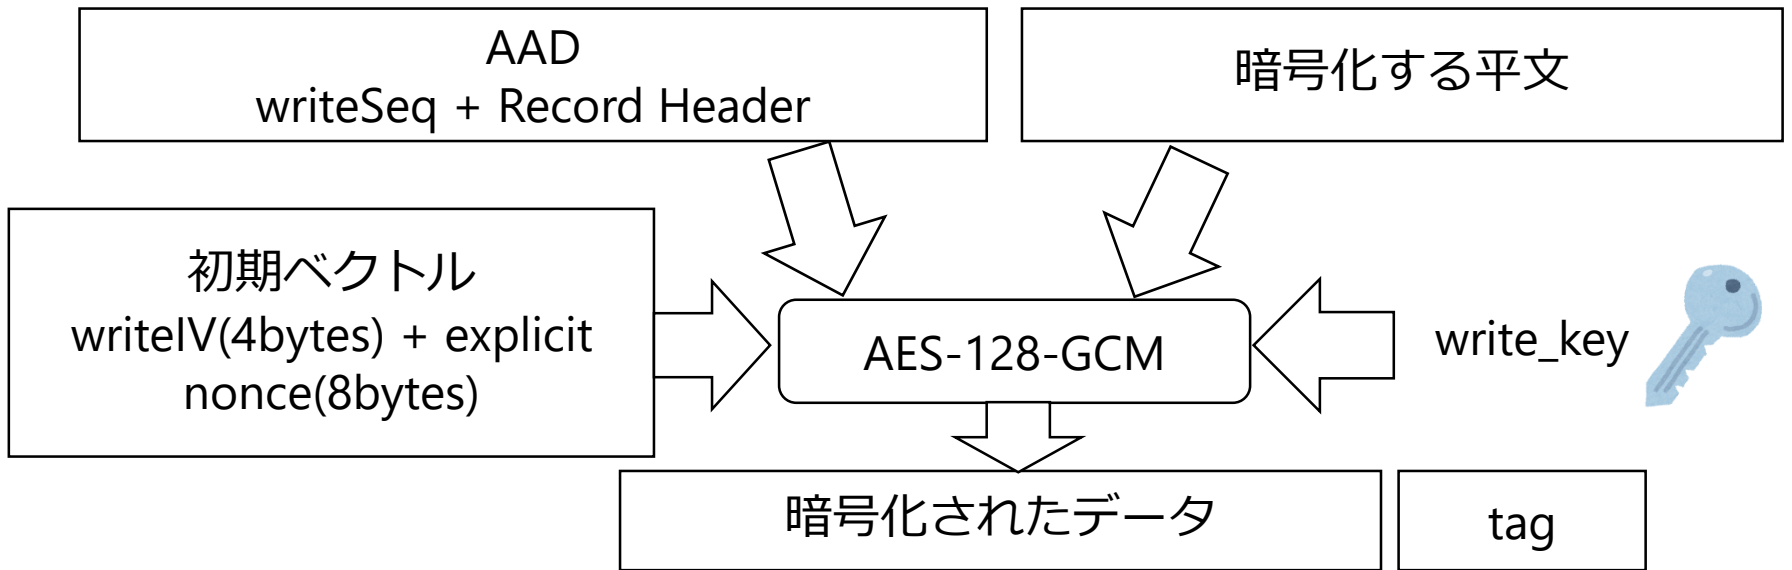 AAD
writeSeq + Record Header
暗号化する平文
初期ベクトル
writeIV(4bytes) + explicit
nonce(8bytes)
AES-128-GCM
write_key
暗号化されたデータ
tag